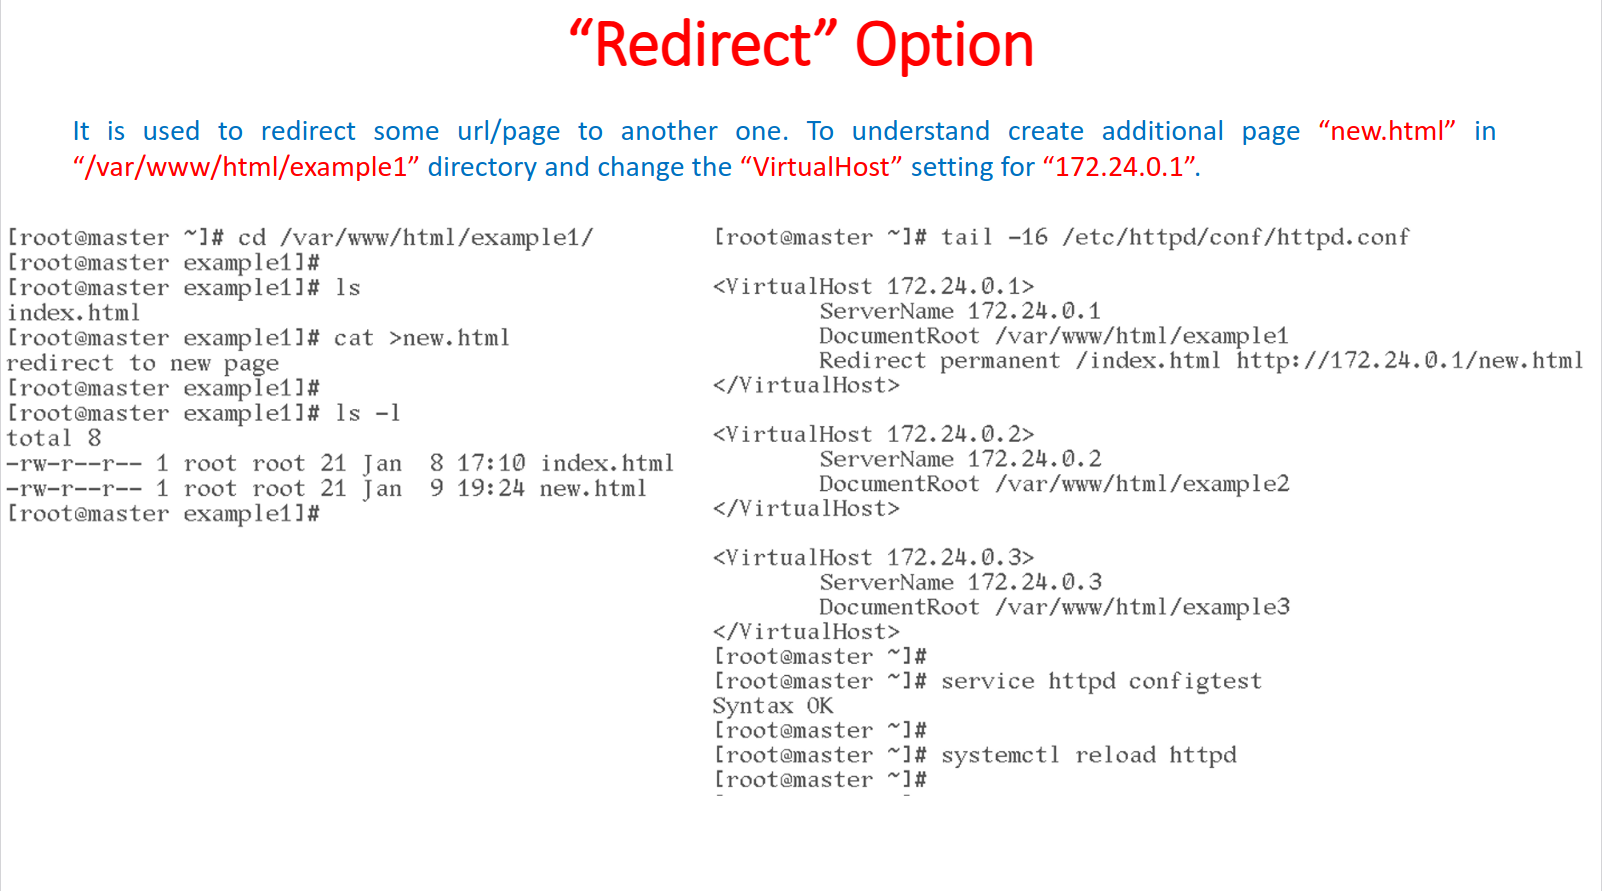 “Redirect” Option
It is used to redirect some url/page to another one. To understand create additional page “new.html” in
“/var/www/html/example1” directory and change the “VirtualHost” setting for “172.24.0.1”.
[root@master ~]# cd /var/www/html/example1/
[root@master example1]#
[root@master example1]# ls
index.html
[root@master example1]# cat >new.html
redirect to new page
[root@master example1]#
[root@master example1]# ls -l
total 8
-rw-r--r-- 1 root root 21 Jan  8 17:10 index.html
-rw-r--r-- 1 root root 21 Jan  9 19:24 new.html
[root@master example1]#
[root@master ~]# tail -16 /etc/httpd/conf/httpd.conf
<VirtualHost 172.24.0.1>
        ServerName 172.24.0.1
        DocumentRoot /var/www/html/example1
        Redirect permanent /index.html http://172.24.0.1/new.html
</VirtualHost>
<VirtualHost 172.24.0.2>
        ServerName 172.24.0.2
        DocumentRoot /var/www/html/example2
</VirtualHost>
<VirtualHost 172.24.0.3>
        ServerName 172.24.0.3
        DocumentRoot /var/www/html/example3
</VirtualHost>
[root@master ~]#
[root@master ~]# service httpd configtest
Syntax OK
[root@master ~]#
[root@master ~]# systemctl reload httpd
[root@master ~]#